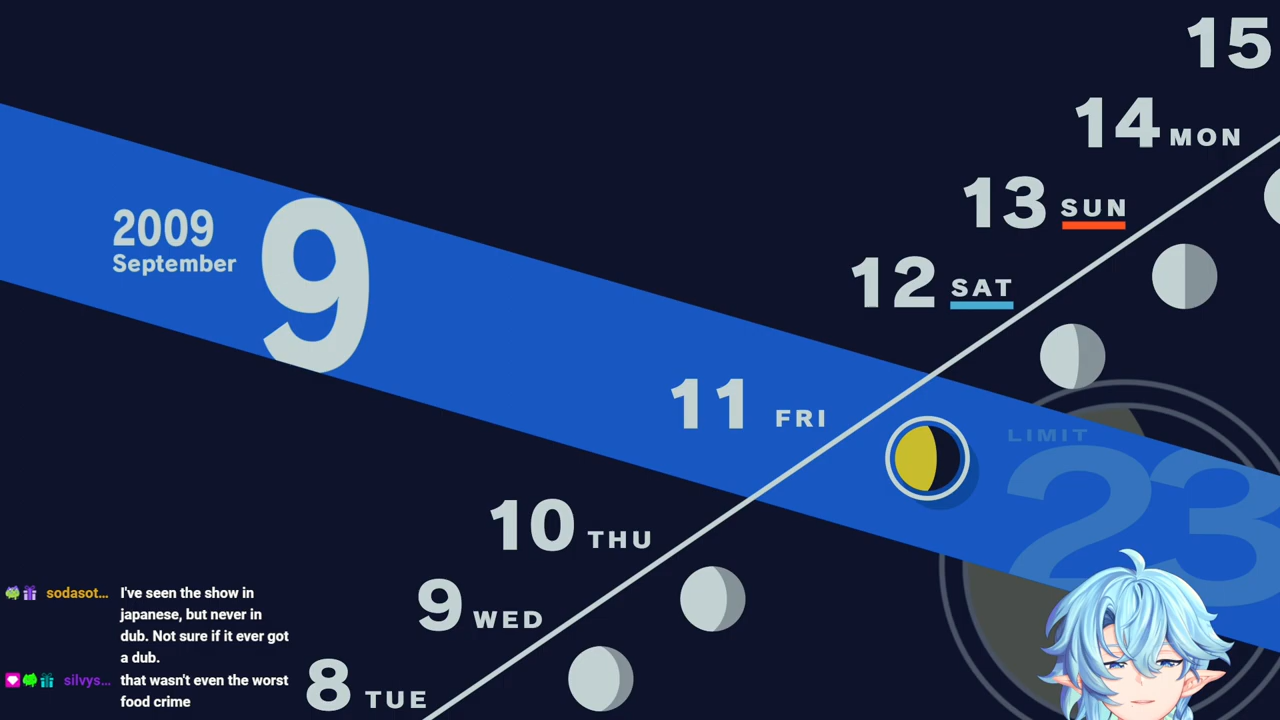 15
14 MON
13 SUN
12 SAT
2009
September
9
11 FRI
LIMIT
23
10 THU
9 WED
8 TUE
sodasot... I've seen the show in
japanese, but never in
dub. Not sure if it ever got
a dub.
silvys... that wasn't even the worst
food crime